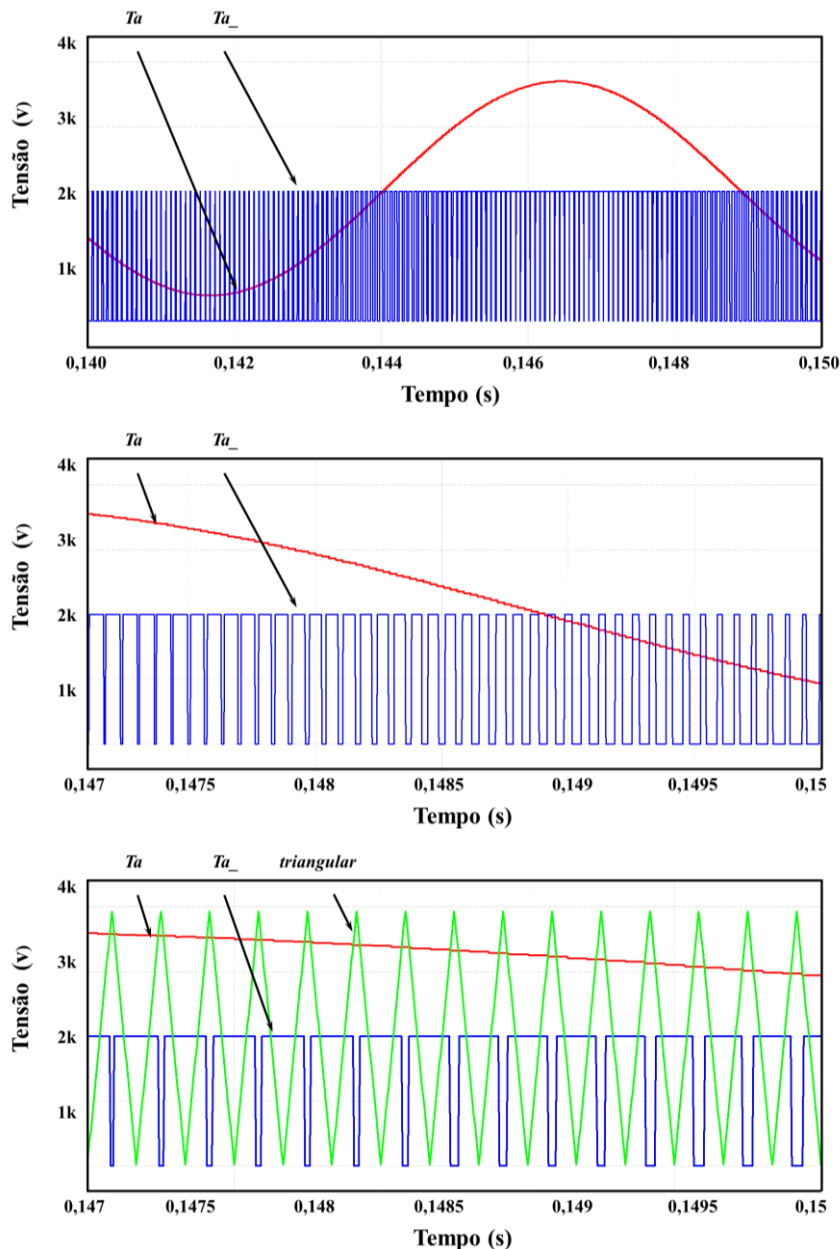 Ta Ta_
4k
3k
2k
1k
Tensão (v)
0,140 0,142 0,144 0,146 0,148 0,150
Tempo (s)
Ta Ta_
4k
3k
2k
1k
Tensão (v)
0,147 0,1475 0,148 0,1485 0,149 0,1495 0,15
Tempo (s)
Ta Ta_ triangular
4k
3k
2k
1k
Tensão (v)
0,147 0,1475 0,148 0,1485 0,149 0,1495 0,15
Tempo (s)